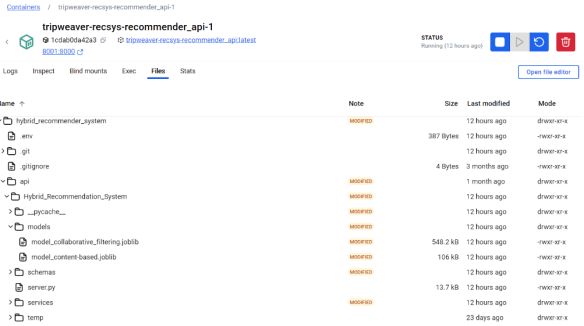 Containers / tripweaver-recsys-recommender_api-1
tripweaver-recsys-recommender_api-1
1cdab0da42a3 tripweaver-recsys-recommender_api:latest
8001:8000
STATUS
Running (12 hours ago)
Logs Inspect Bind mounts Exec Files Stats
Open file editor
Name Note Size Last modified Mode
hybrid_recommender_system MODIFIED 12 hours ago drwxr-xr-x
.env 387 Bytes 12 hours ago -rwxr-xr-x
.git MODIFIED 12 hours ago drwxr-xr-x
.gitignore 4 Bytes 3 months ago -rwxr-xr-x
api MODIFIED 1 month ago drwxr-xr-x
Hybrid_Recommendation_System MODIFIED 12 hours ago drwxr-xr-x
__pycache__ MODIFIED 12 hours ago drwxr-xr-x
models MODIFIED 12 hours ago drwxr-xr-x
model_collaborative_filtering.joblib MODIFIED 548.2 kB 12 hours ago -rwxr-xr-x
model_content-based.joblib MODIFIED 106 kB 12 hours ago -rwxr-xr-x
schemas MODIFIED 12 hours ago drwxr-xr-x
server.py 13.7 kB 12 hours ago -rwxr-xr-x
services MODIFIED 12 hours ago drwxr-xr-x
temp 23 days ago drwxr-xr-x